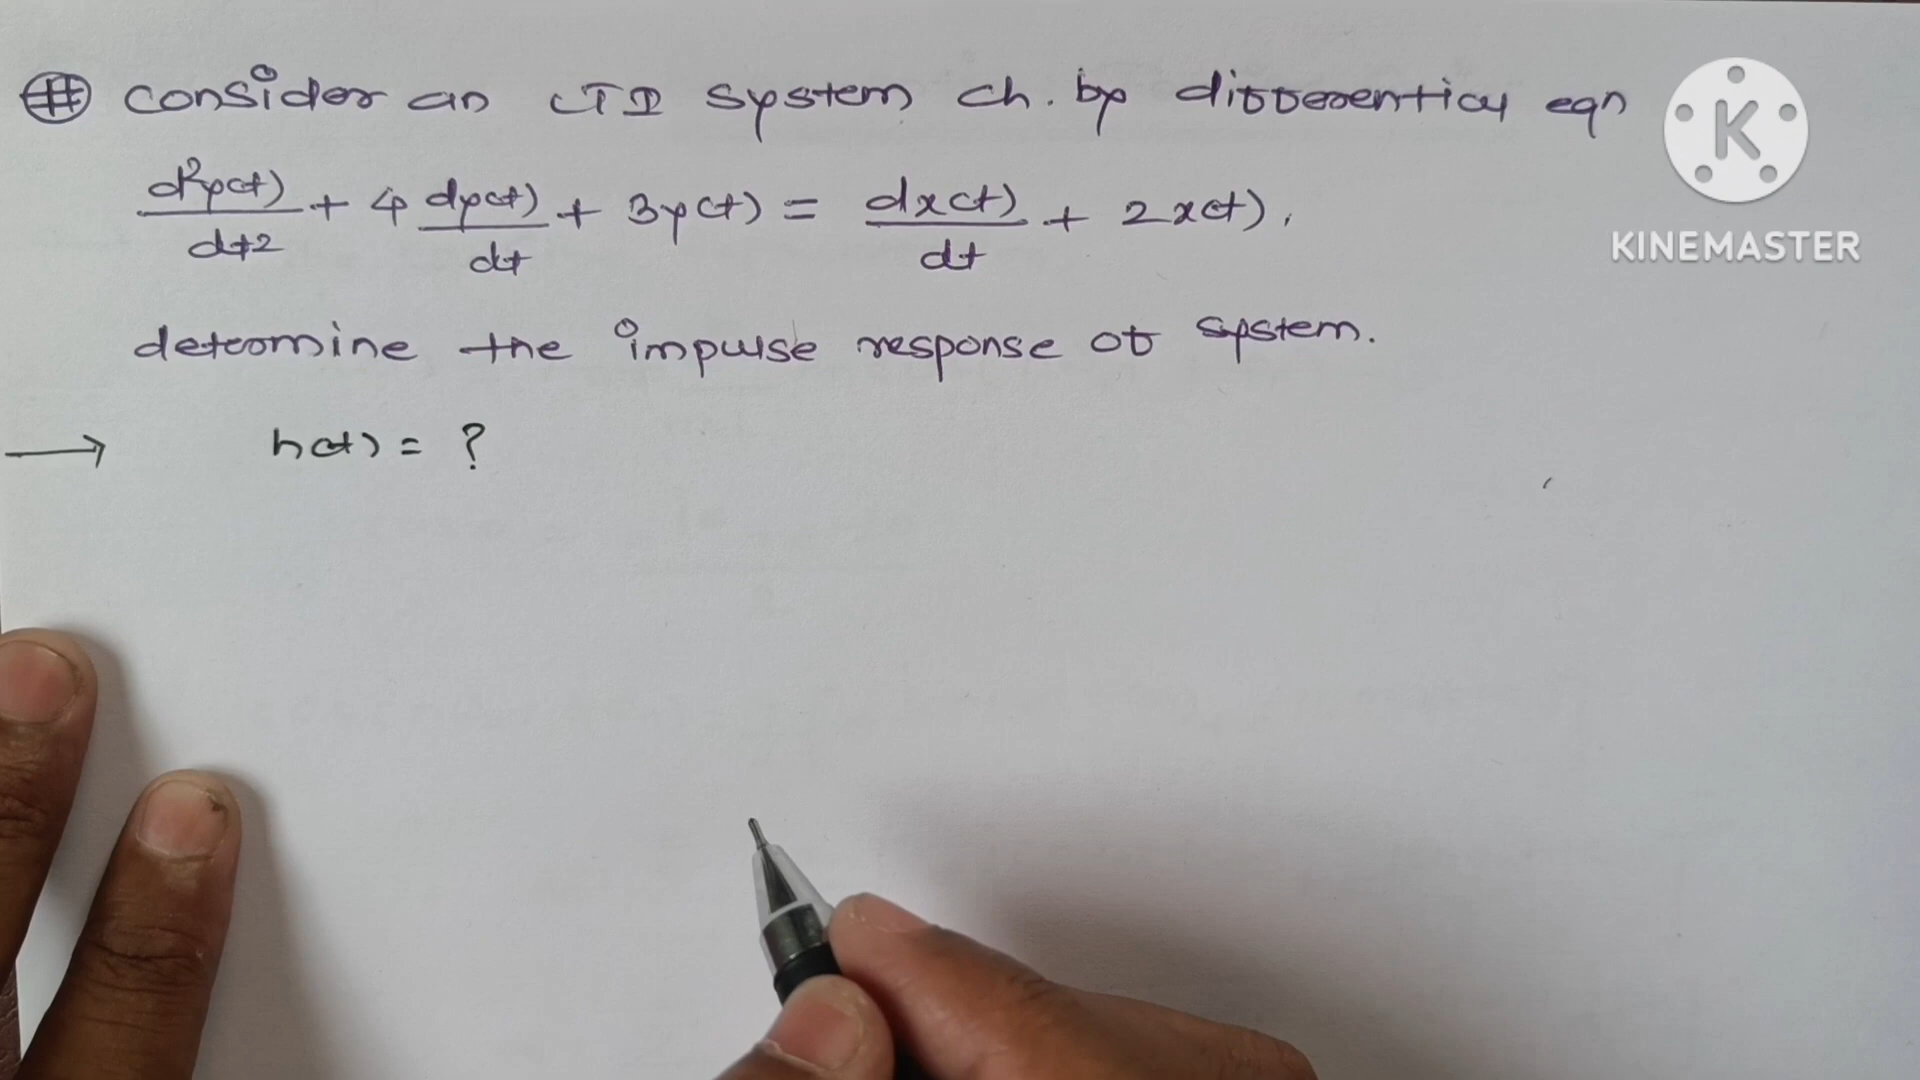 # consider an LTI system ch. by differential eqn
d²y(t)/dt2 + 4 dy(t)/dt + 3y(t) = dx(t)/dt + 2x(t),
determine the impulse response of system.
→ h(t) = ?
K
KINEMASTER